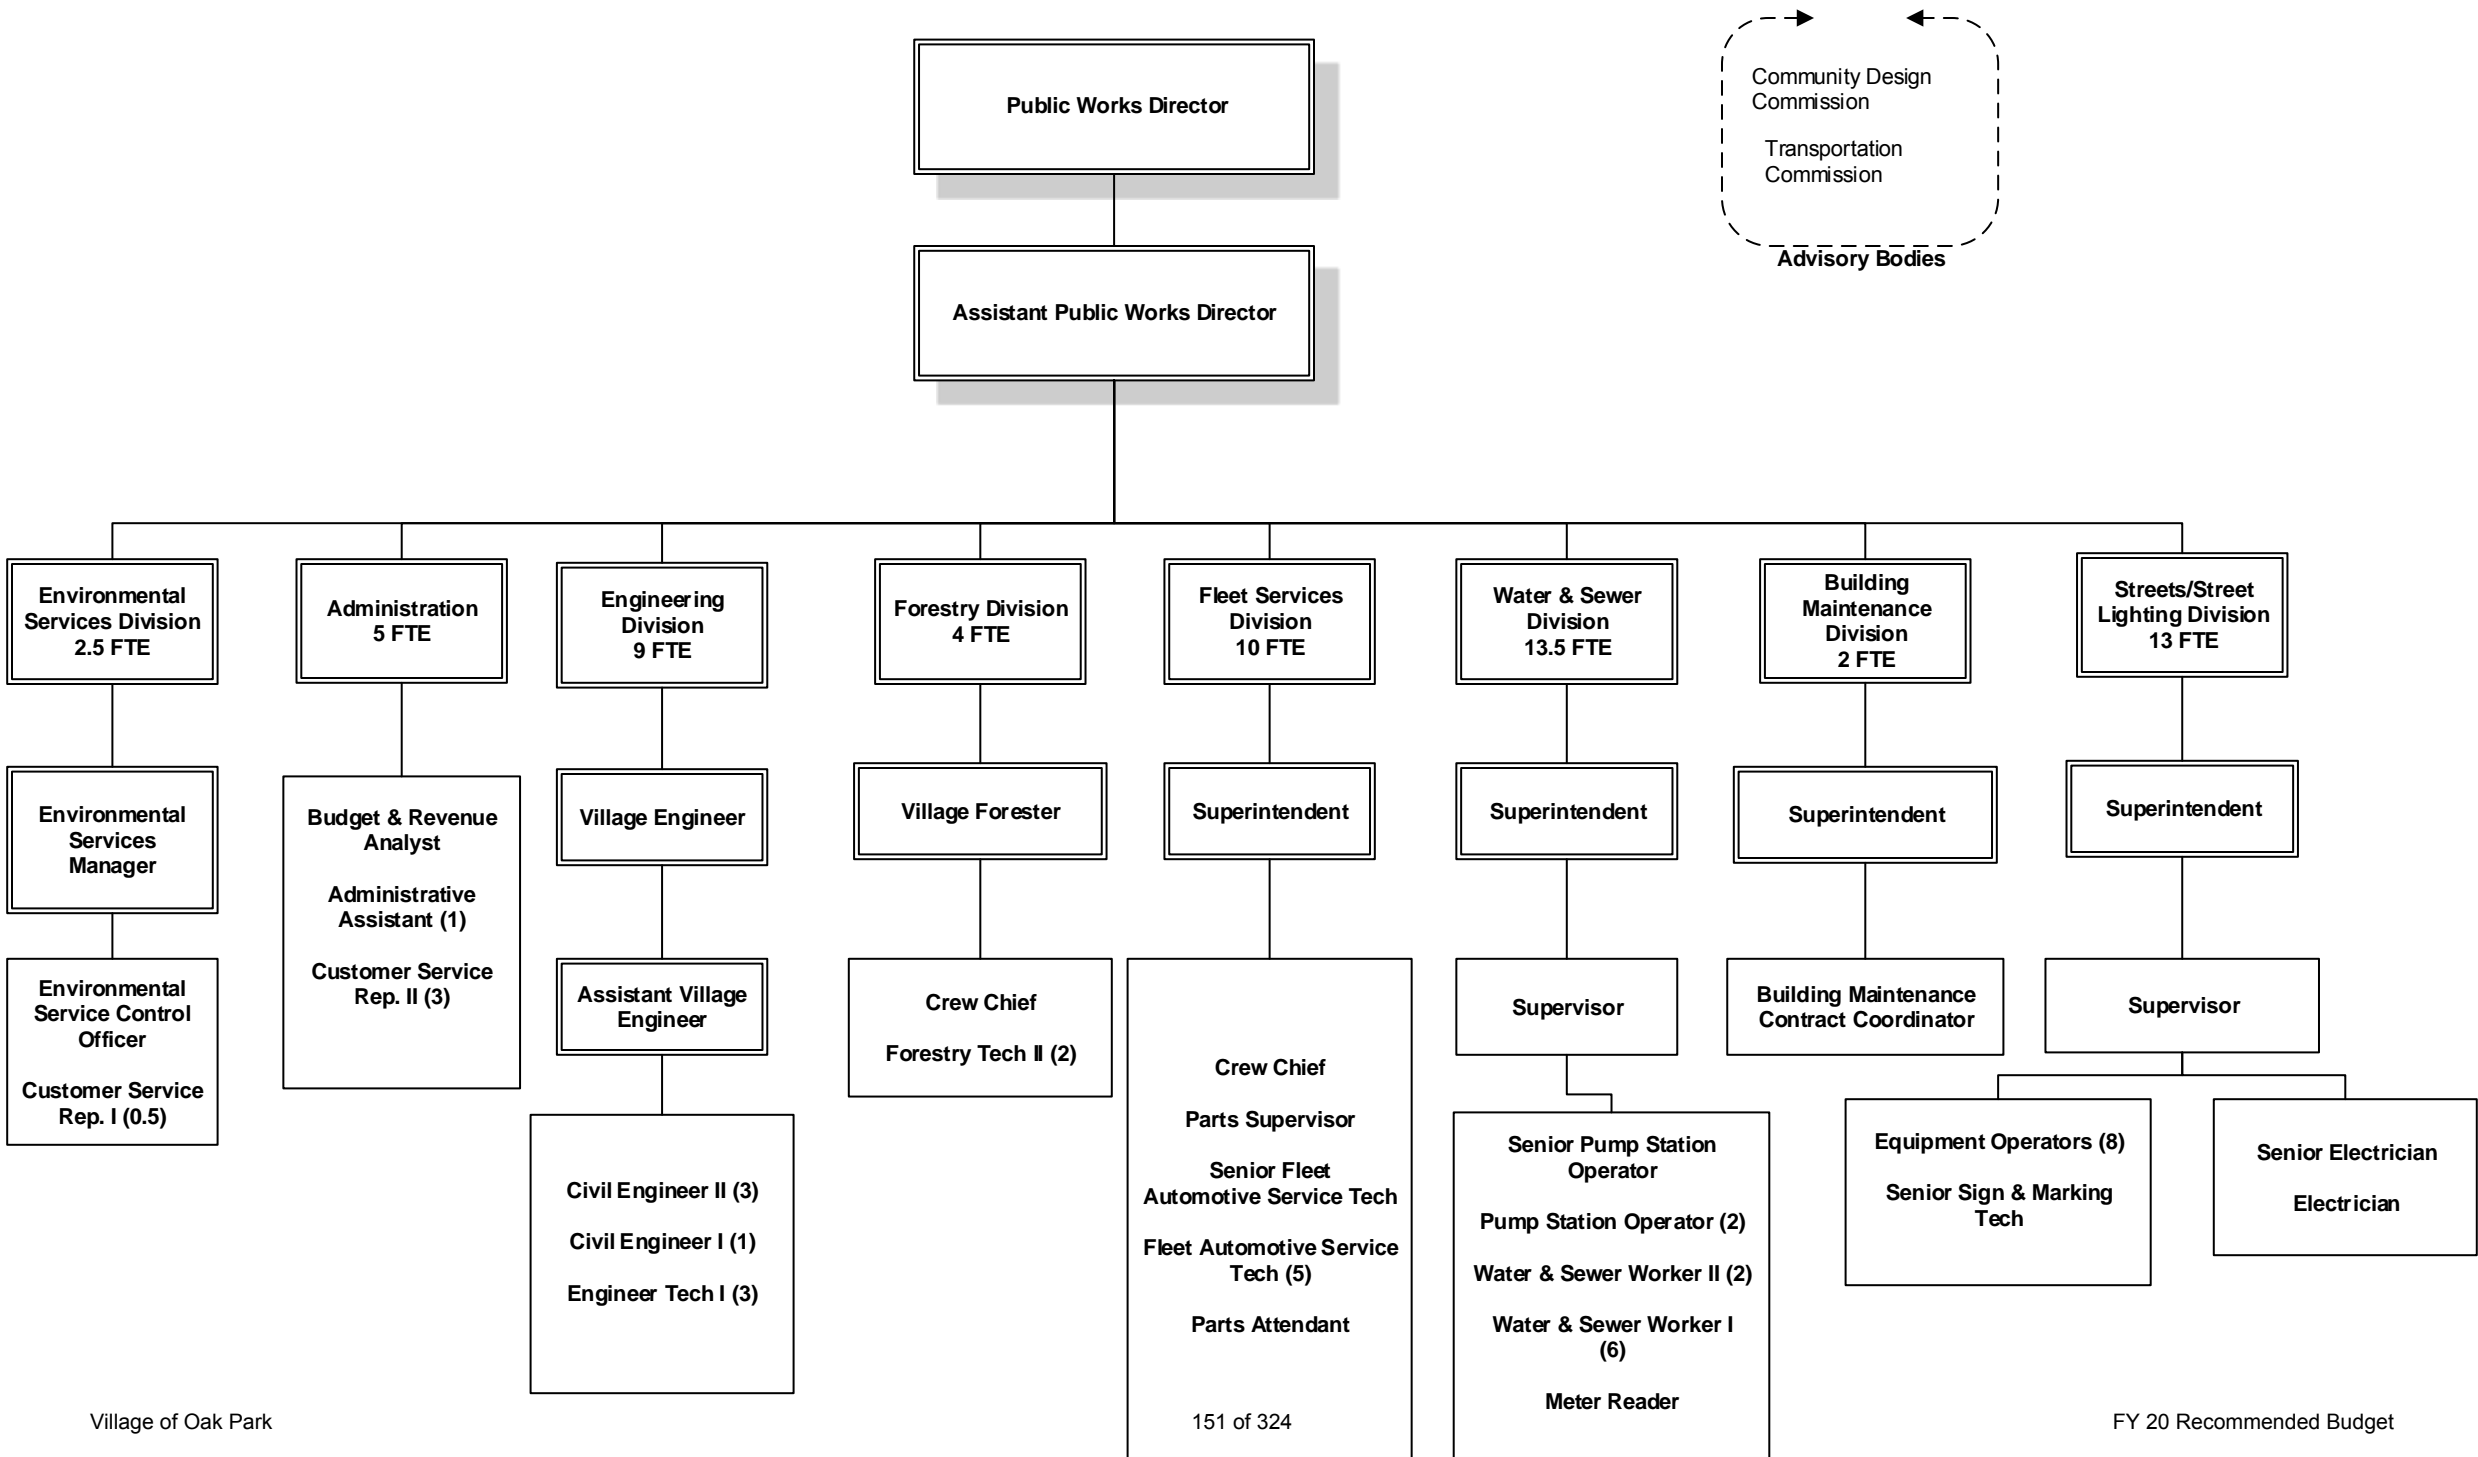 Public Works Director
Community Design
Commission
Transportation
Commission
Advisory Bodies
Assistant Public Works Director
Environmental
Services Division
2.5 FTE
Administration
5 FTE
Engineering
Division
9 FTE
Forestry Division
4 FTE
Fleet Services
Division
10 FTE
Water & Sewer
Division
13.5 FTE
Building
Maintenance
Division
2 FTE
Streets/Street
Lighting Division
13 FTE
Environmental
Services
Manager
Budget & Revenue
Analyst
Administrative
Assistant (1)
Customer Service
Rep. II (3)
Village Engineer
Village Forester
Superintendent
Superintendent
Superintendent
Superintendent
Environmental
Service Control
Officer
Customer Service
Rep. I (0.5)
Assistant Village
Engineer
Crew Chief
Forestry Tech II (2)
Crew Chief
Parts Supervisor
Senior Fleet
Automotive Service Tech
Fleet Automotive Service
Tech (5)
Parts Attendant
Supervisor
Building Maintenance
Contract Coordinator
Supervisor
Civil Engineer II (3)
Civil Engineer I (1)
Engineer Tech I (3)
Senior Pump Station
Operator
Pump Station Operator (2)
Water & Sewer Worker II (2)
Water & Sewer Worker I
(6)
Meter Reader
Equipment Operators (8)
Senior Sign & Marking
Tech
Senior Electrician
Electrician
Village of Oak Park
151 of 324
FY 20 Recommended Budget